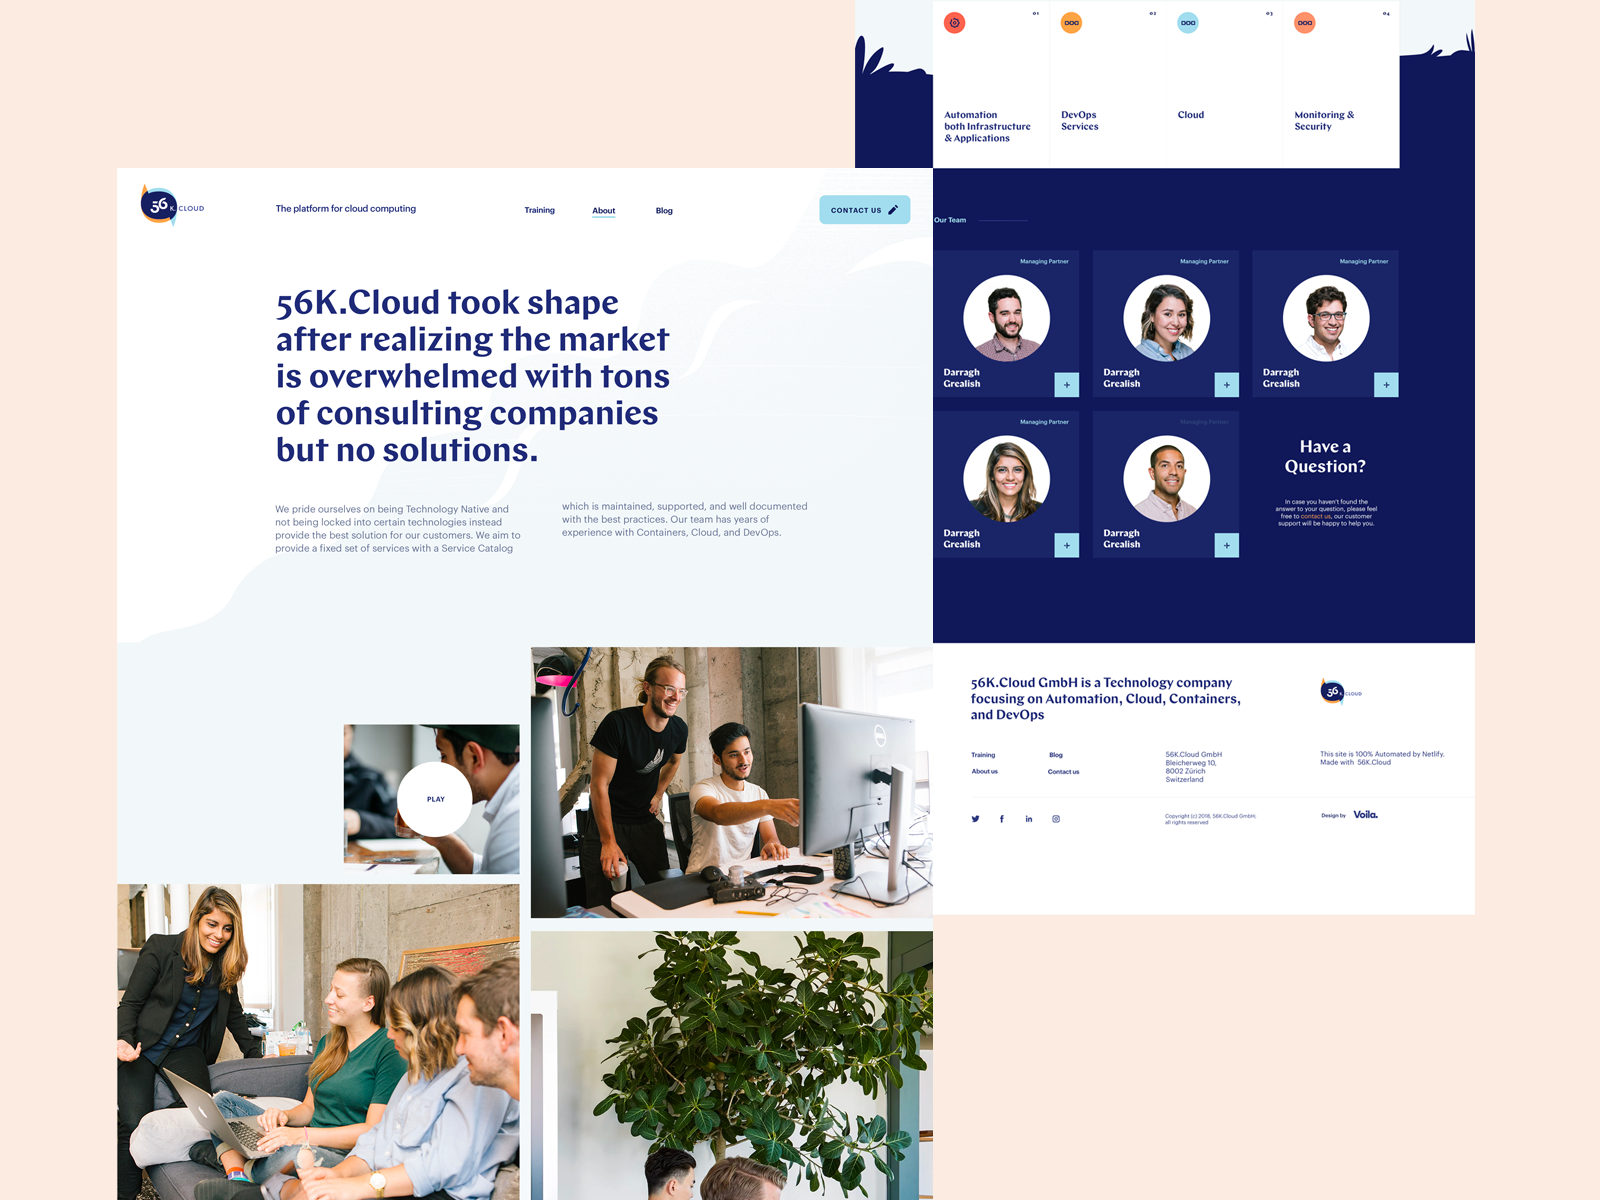 01
02
03
04
Automation
both Infrastructure
& Applications
DevOps
Services
Cloud
Monitoring &
Security
56 K. CLOUD
The platform for cloud computing
Training
About
Blog
CONTACT US
56K.Cloud took shape
after realizing the market
is overwhelmed with tons
of consulting companies
but no solutions.
We pride ourselves on being Technology Native and
not being locked into certain technologies instead
provide the best solution for our customers. We aim to
provide a fixed set of services with a Service Catalog
which is maintained, supported, and well documented
with the best practices. Our team has years of
experience with Containers, Cloud, and DevOps.
PLAY
Our Team
Managing Partner
Darragh
Grealish
+
Managing Partner
Darragh
Grealish
+
Managing Partner
Darragh
Grealish
+
Managing Partner
Darragh
Grealish
+
Managing Partner
Darragh
Grealish
+
Have a
Question?
In case you haven't found the
answer to your question, please feel
free to contact us, our customer
support will be happy to help you.
56K.Cloud GmbH is a Technology company
focusing on Automation, Cloud, Containers,
and DevOps
56 K. CLOUD
Training
Blog
About us
Contact us
56K.Cloud GmbH
Bleicherweg 10,
8002 Zürich
Switzerland
This site is 100% Automated by Netlify.
Made with 56K.Cloud
Copyright (c) 2018, 56K.Cloud GmbH,
all rights reserved
Design by Voila.